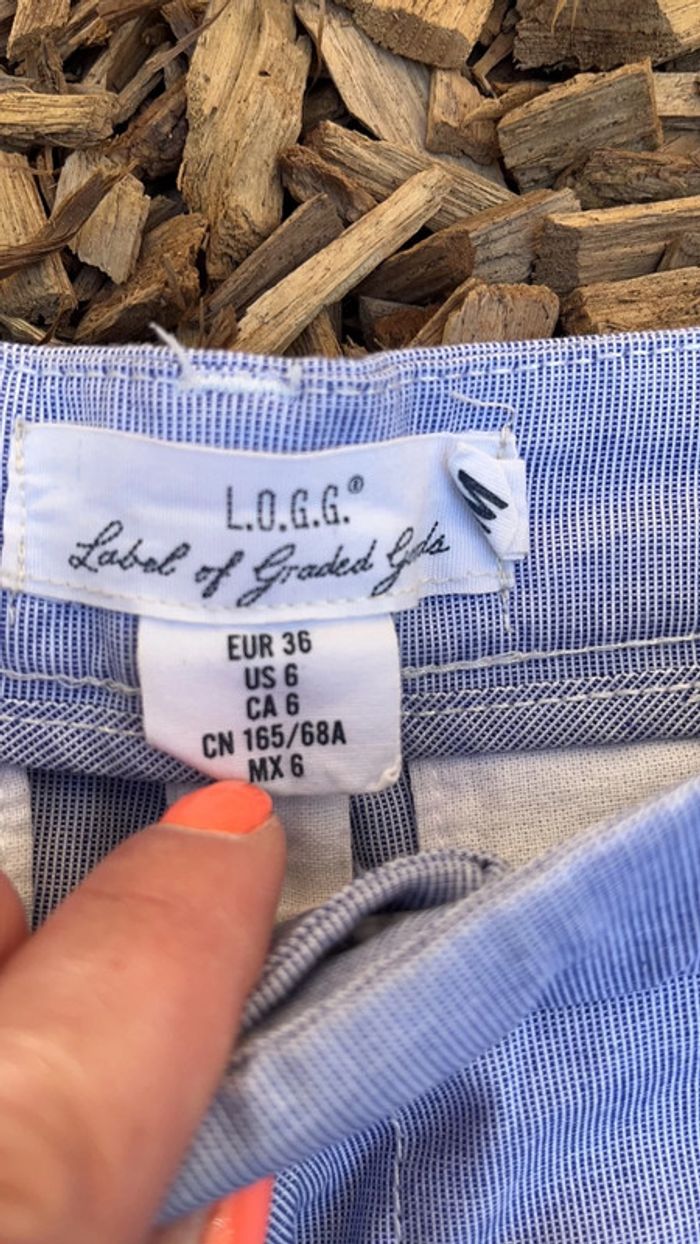 L.O.G.G.®
Label of Graded Goods
EUR 36
US 6
CA 6
CN 165/68A
MX 6